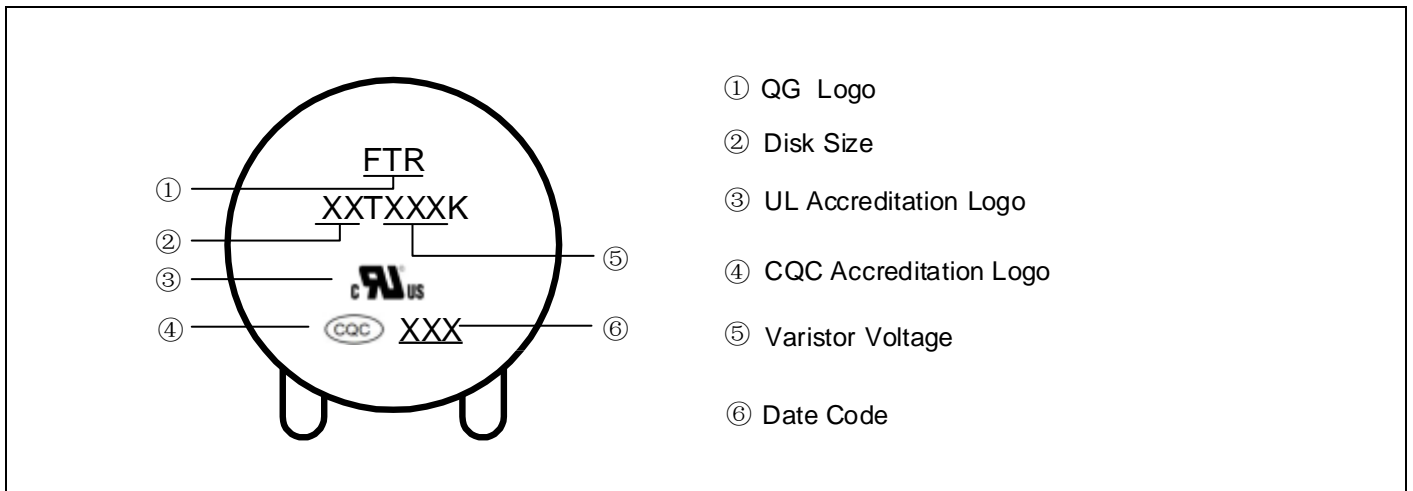 FTR
①
XXTXXXK
②
⑤
③
c RU ® US
④
CQC XXX
⑥
① QG Logo
② Disk Size
③ UL Accreditation Logo
④ CQC Accreditation Logo
⑤ Varistor Voltage
⑥ Date Code